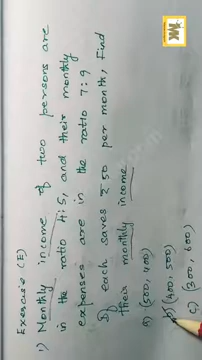 Exercise (E)
1) Monthly income of two persons are
in the ratio 4:5, and their monthly
expenses are in the ratio 7:9
If each saves ₹ 50 per month, find
their monthly income
a) (500, 400)
b) (400, 500)
c) (300, 600)